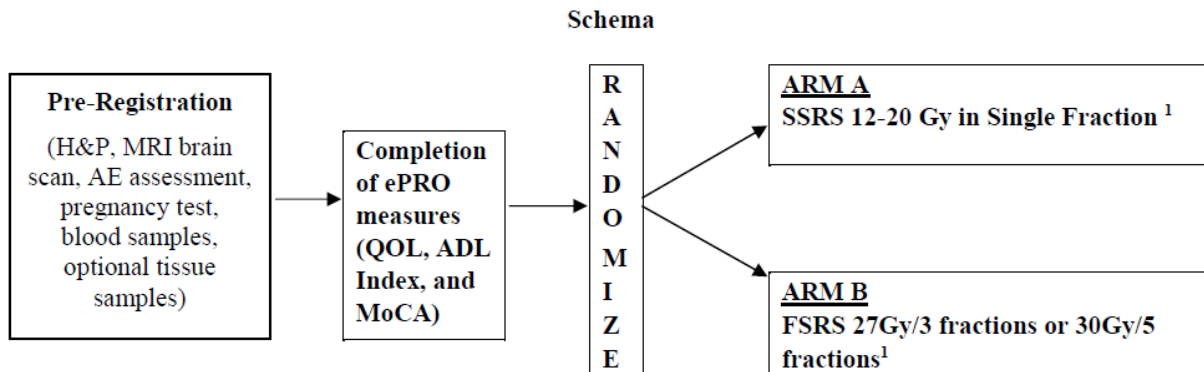 Schema
Pre-Registration
(H&P, MRI brain
scan, AE assessment,
pregnancy test,
blood samples,
optional tissue
samples)
Completion
of ePRO
measures
(QOL, ADL
Index, and
MoCA)
R
A
N
D
O
M
I
Z
E
ARM A
SSRS 12-20 Gy in Single Fraction ¹
ARM B
FSRS 27Gy/3 fractions or 30Gy/5
fractions¹